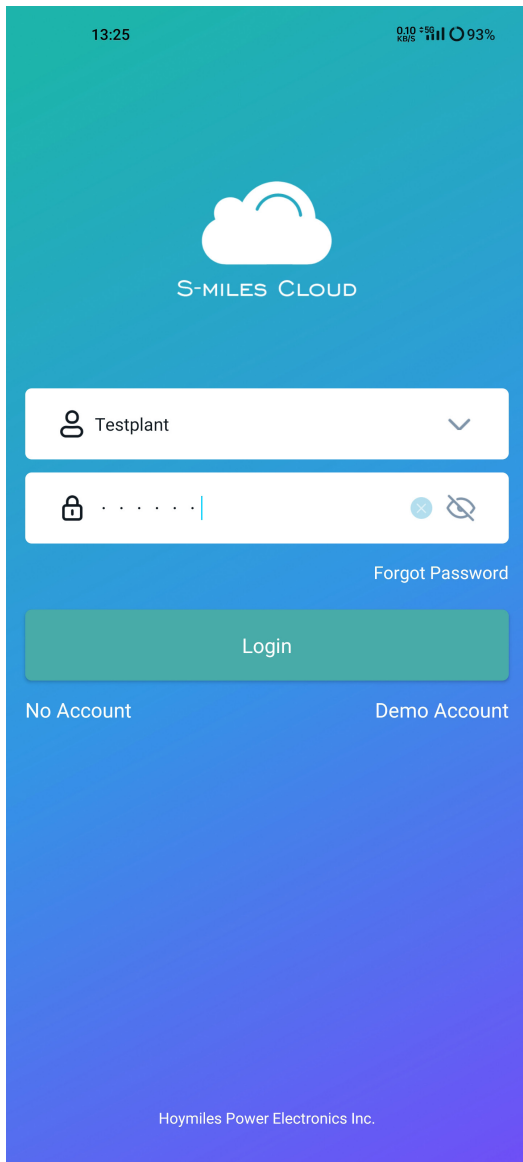 13:25 0.10 KB/S 5G 93%
S-MILES CLOUD
Testplant
······
Forgot Password
Login
No Account Demo Account
Hoymiles Power Electronics Inc.